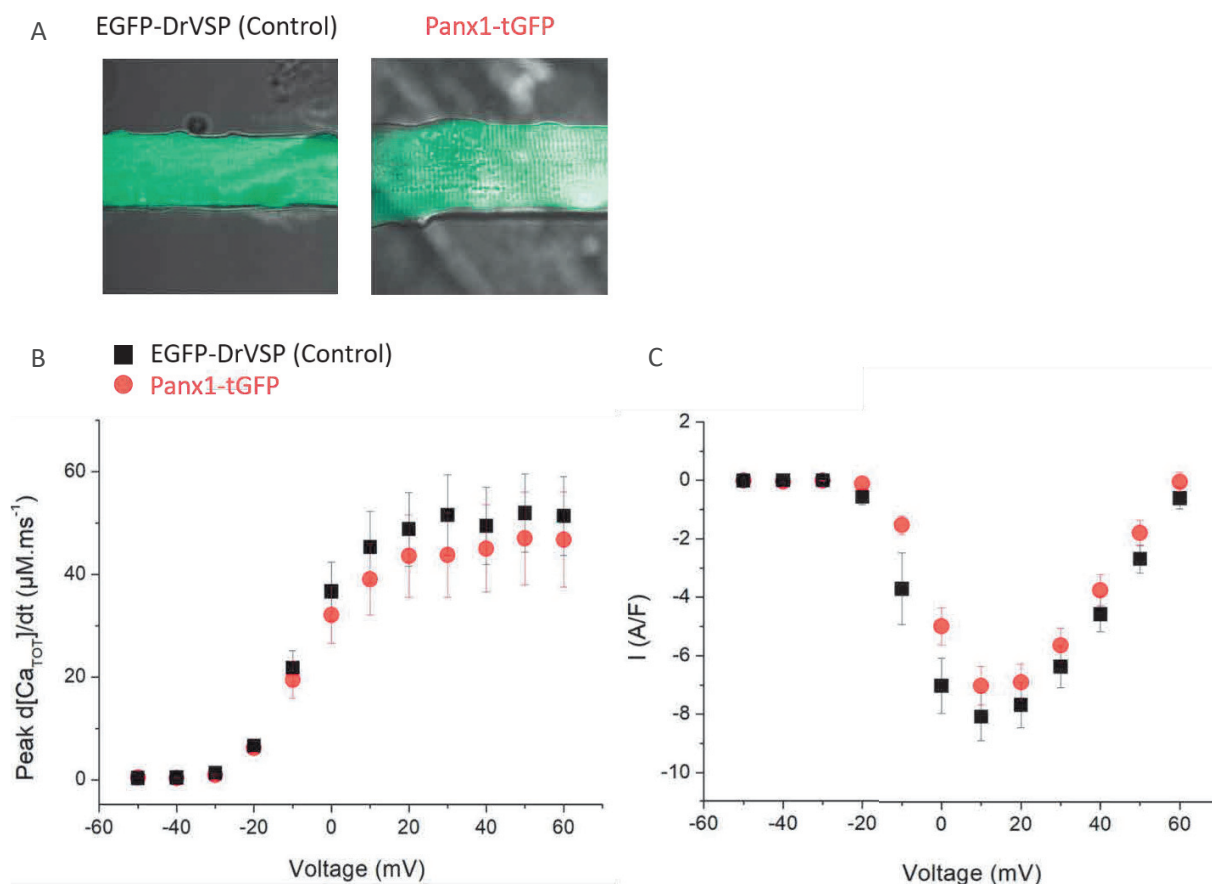 A
EGFP-DrVSP (Control)
Panx1-tGFP
B
EGFP-DrVSP (Control)
Panx1-tGFP
C
Peak d[Ca_TOT]/dt (µM.ms⁻¹)
60
40
20
0
-60 -40 -20 0 20 40 60
Voltage (mV)
I (A/F)
2
0
-2
-4
-6
-8
-10
-60 -40 -20 0 20 40 60
Voltage (mV)